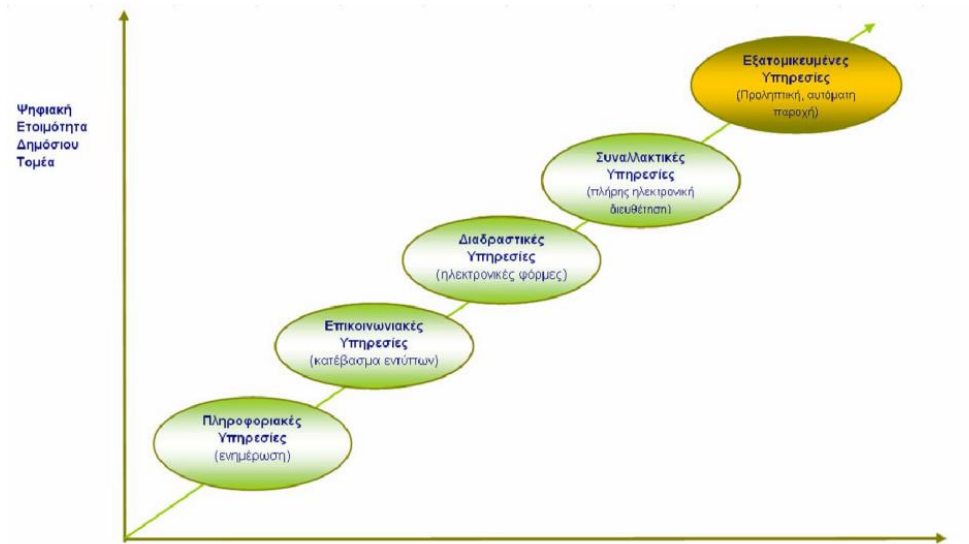 Ψηφιακή
Ετοιμότητα
Δημόσιου
Τομέα
Εξατομικευμένες
Υπηρεσίες
(Προληπτική, αυτόματη
παροχή)
Συναλλακτικές
Υπηρεσίες
(πλήρης ηλεκτρονική
διευθέτηση)
Διαδραστικές
Υπηρεσίες
(ηλεκτρονικές φόρμες)
Επικοινωνιακές
Υπηρεσίες
(κατέβασμα εντύπων)
Πληροφοριακές
Υπηρεσίες
(ενημέρωση)